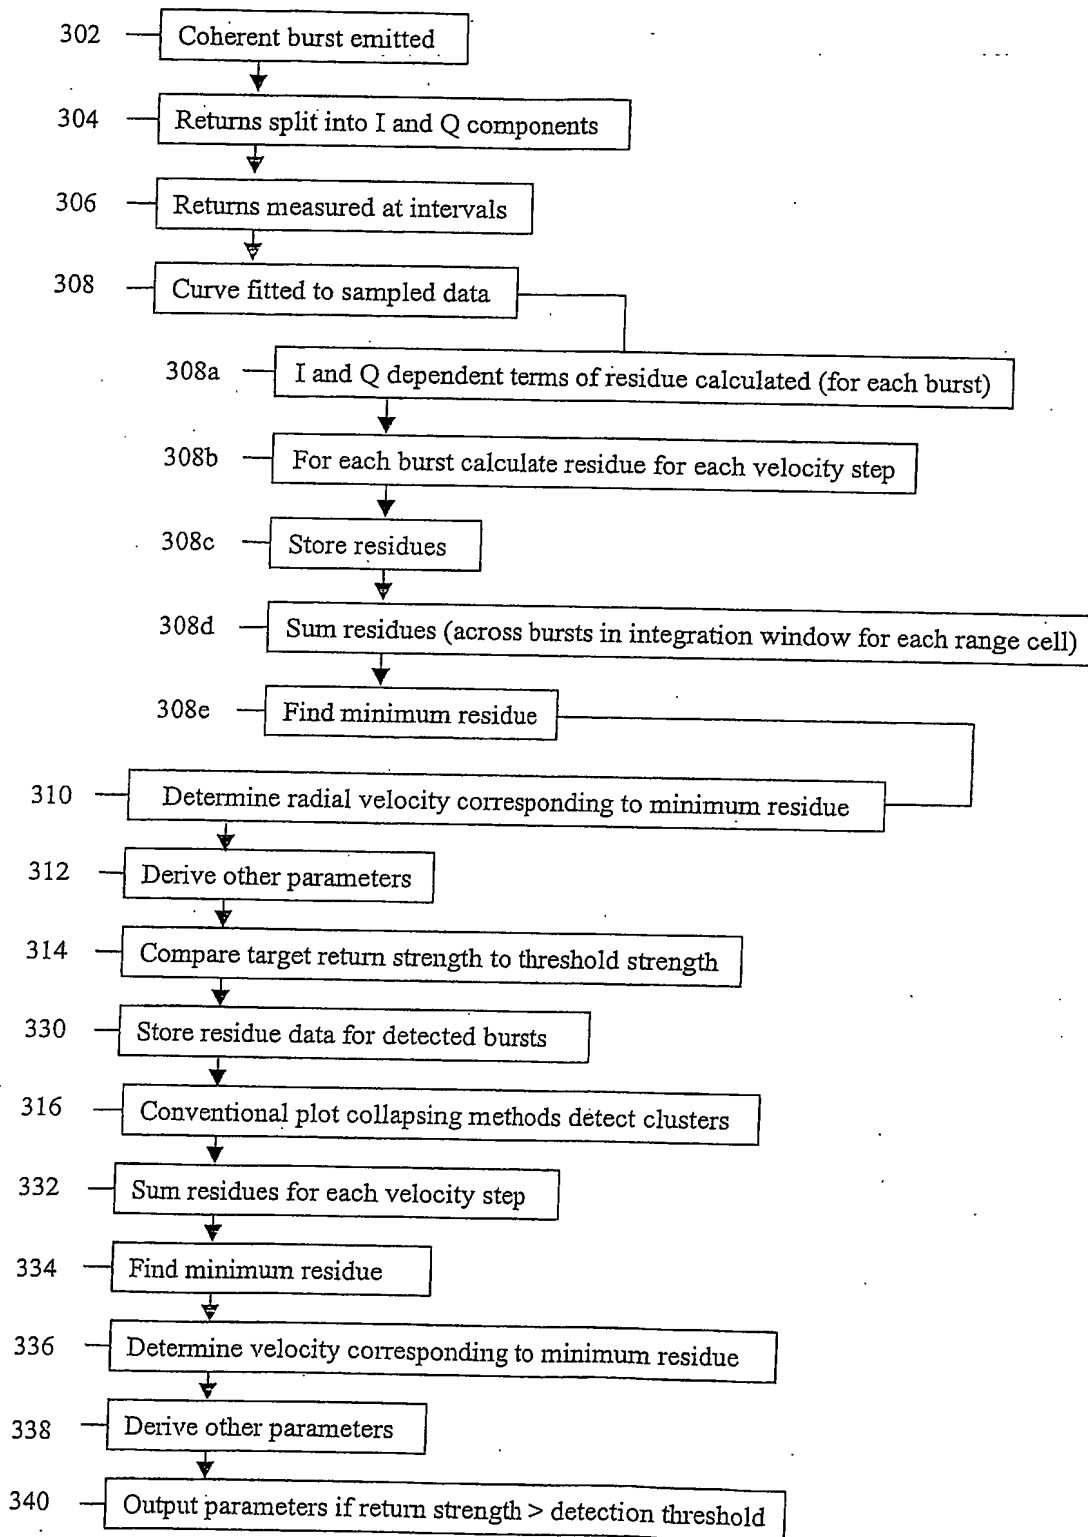 302 Coherent burst emitted
304 Returns split into I and Q components
306 Returns measured at intervals
308 Curve fitted to sampled data
308a I and Q dependent terms of residue calculated (for each burst)
308b For each burst calculate residue for each velocity step
308c Store residues
308d Sum residues (across bursts in integration window for each range cell)
308e Find minimum residue
310 Determine radial velocity corresponding to minimum residue
312 Derive other parameters
314 Compare target return strength to threshold strength
330 Store residue data for detected bursts
316 Conventional plot collapsing methods detect clusters
332 Sum residues for each velocity step
334 Find minimum residue
336 Determine velocity corresponding to minimum residue
338 Derive other parameters
340 Output parameters if return strength > detection threshold